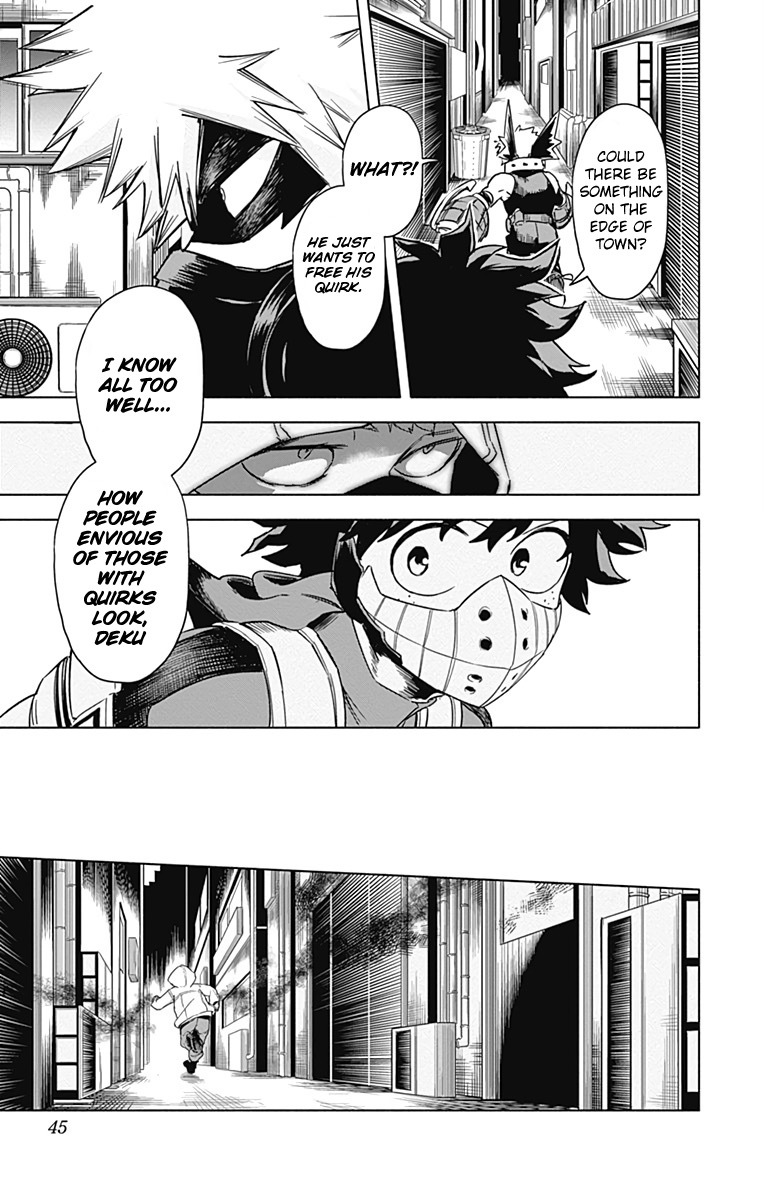 COULD
THERE BE
SOMETHING
ON THE
EDGE OF
TOWN?
WHAT?!
HE JUST
WANTS TO
FREE HIS
QUIRK.
I KNOW
ALL TOO
WELL...
HOW
PEOPLE
ENVIOUS
OF THOSE
WITH
QUIRKS
LOOK,
DEKU
45